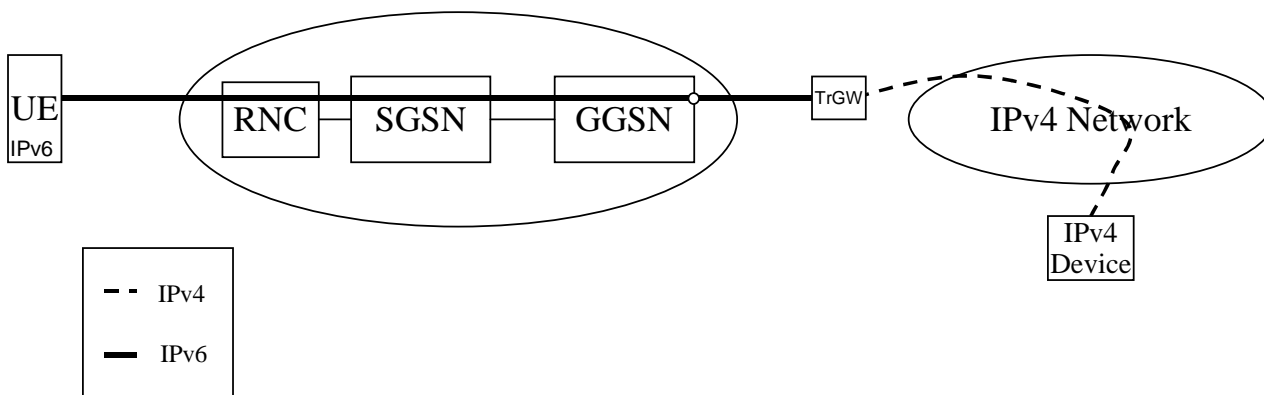 UE
IPv6
RNC
SGSN
GGSN
TrGW
IPv4 Network
IPv4
Device
IPv4
IPv6